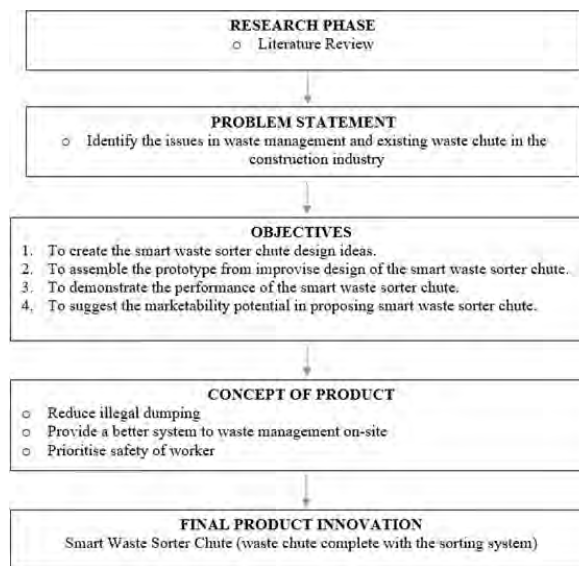 RESEARCH PHASE
o Literature Review
PROBLEM STATEMENT
o Identify the issues in waste management and existing waste chute in the
construction industry
OBJECTIVES
1. To create the smart waste sorter chute design ideas.
2. To assemble the prototype from improvise design of the smart waste sorter chute.
3. To demonstrate the performance of the smart waste sorter chute.
4. To suggest the marketability potential in proposing smart waste sorter chute.
CONCEPT OF PRODUCT
o Reduce illegal dumping
o Provide a better system to waste management on-site
o Prioritise safety of worker
FINAL PRODUCT INNOVATION
Smart Waste Sorter Chute (waste chute complete with the sorting system)